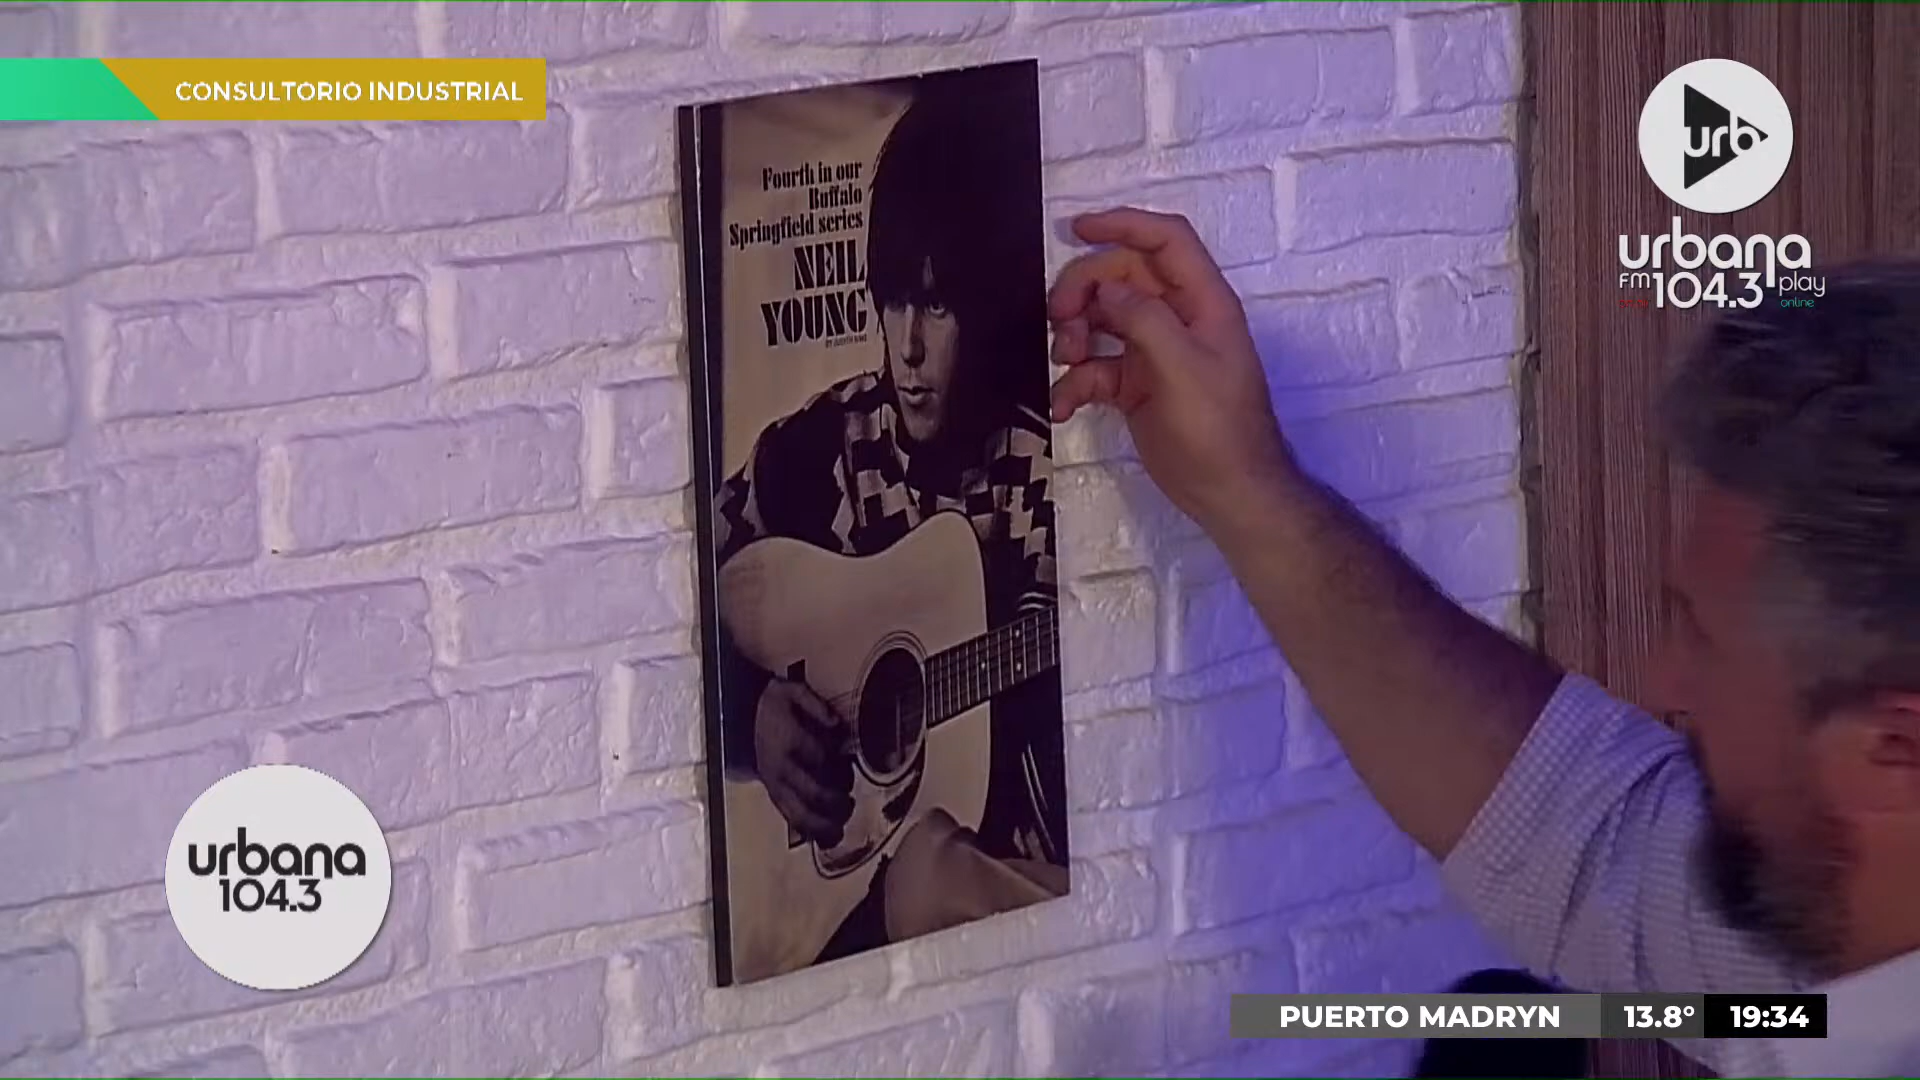 CONSULTORIO INDUSTRIAL
urb
urbana
FM 104.3 play
online
Fourth in our
Buffalo
Springfield series
NEIL
YOUNG
urbana
104.3
PUERTO MADRYN 13.8° 19:34